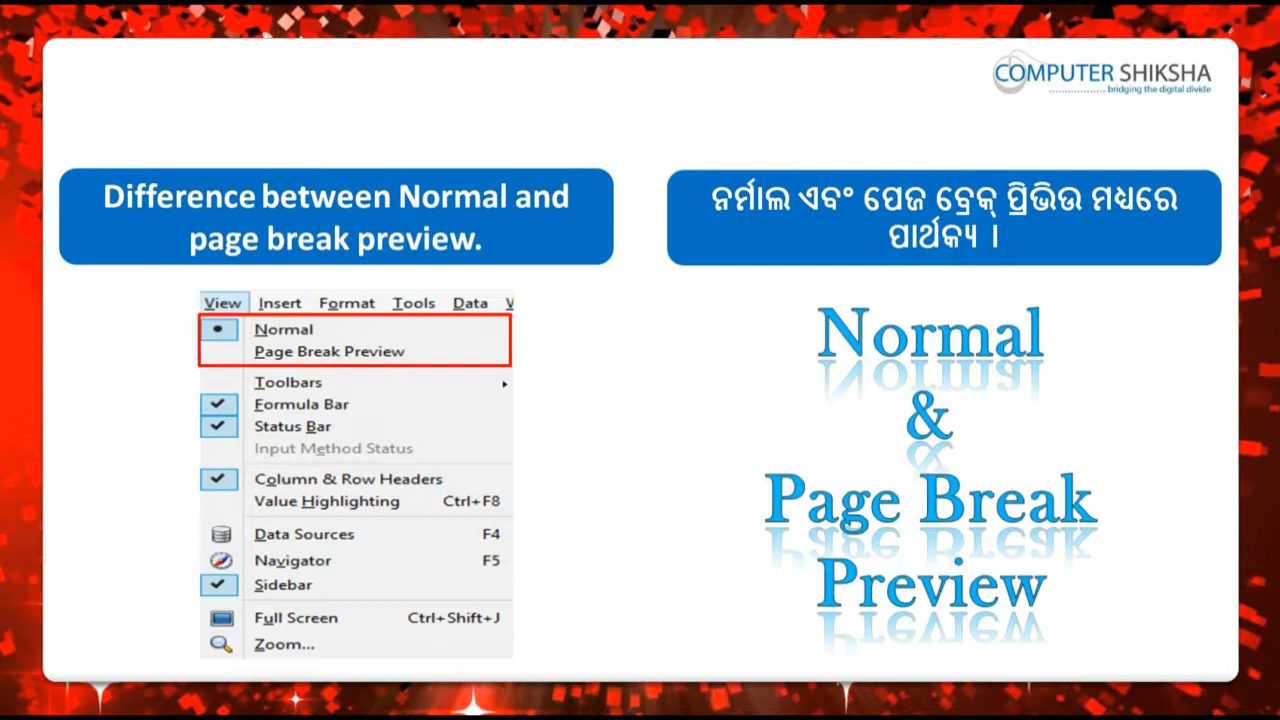 COMPUTER SHIKSHA
bridging the digital divide
Difference between Normal and
page break preview.
ନର୍ମାଲ ଏବଂ ପେଜ ବ୍ରେକ୍ ପ୍ରିଭିଉ ମଧ୍ୟରେ
ପାର୍ଥକ୍ୟ ।
View Insert Format Tools Data
Normal
Page Break Preview
Toolbars
Formula Bar
Status Bar
Input Method Status
Column & Row Headers
Value Highlighting Ctrl+F8
Data Sources F4
Navigator F5
Sidebar
Full Screen Ctrl+Shift+J
Zoom...
Normal
&
Page Break
Preview